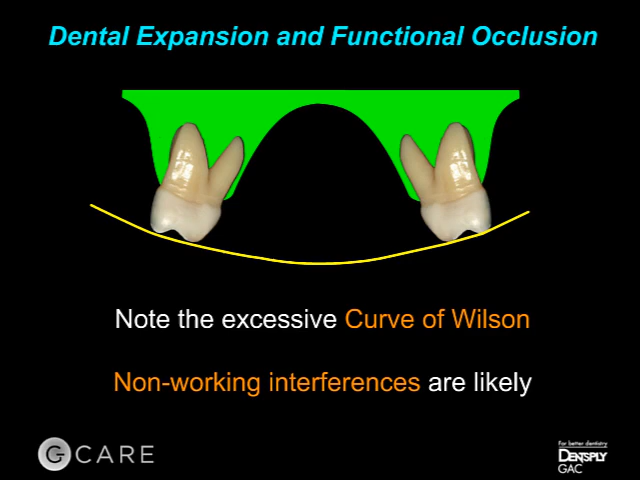 Dental Expansion and Functional Occlusion
Note the excessive Curve of Wilson
Non-working interferences are likely
G CARE
For better dentistry
DENTSPLY
GAC